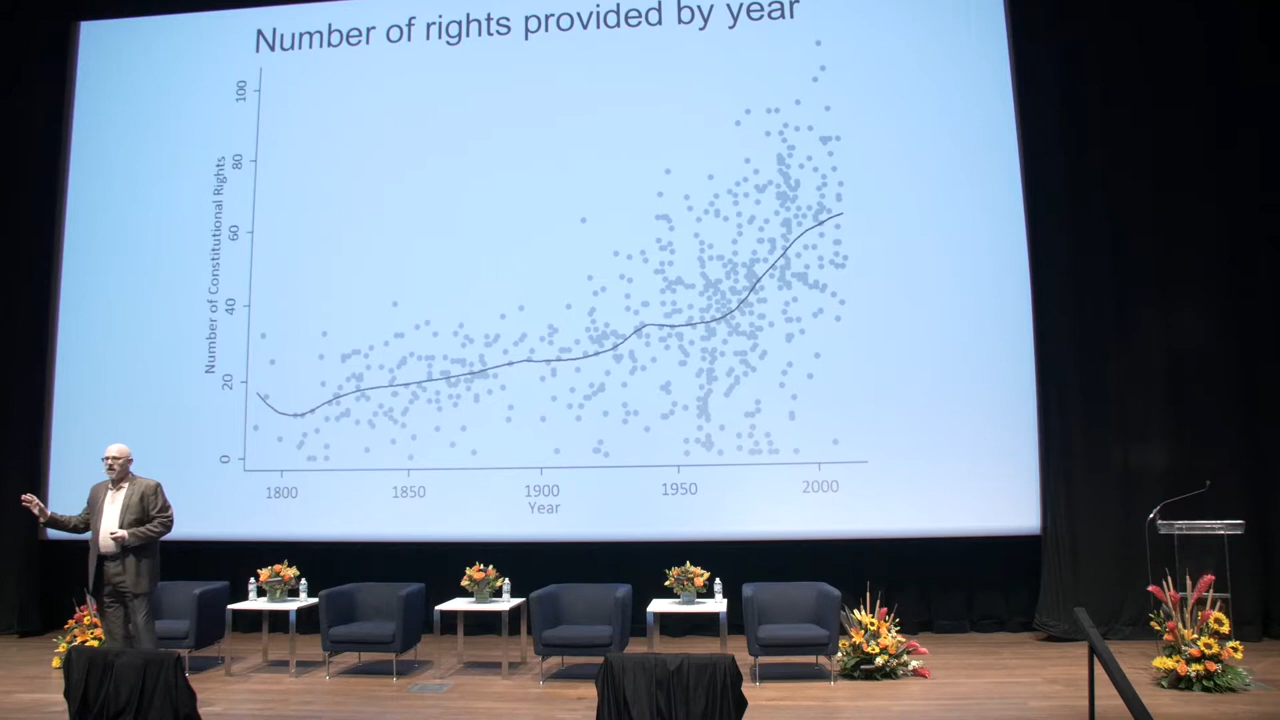 Number of rights provided by year
Number of Constitutional Rights
100
80
60
40
20
0
1800 1850 1900 1950 2000
Year